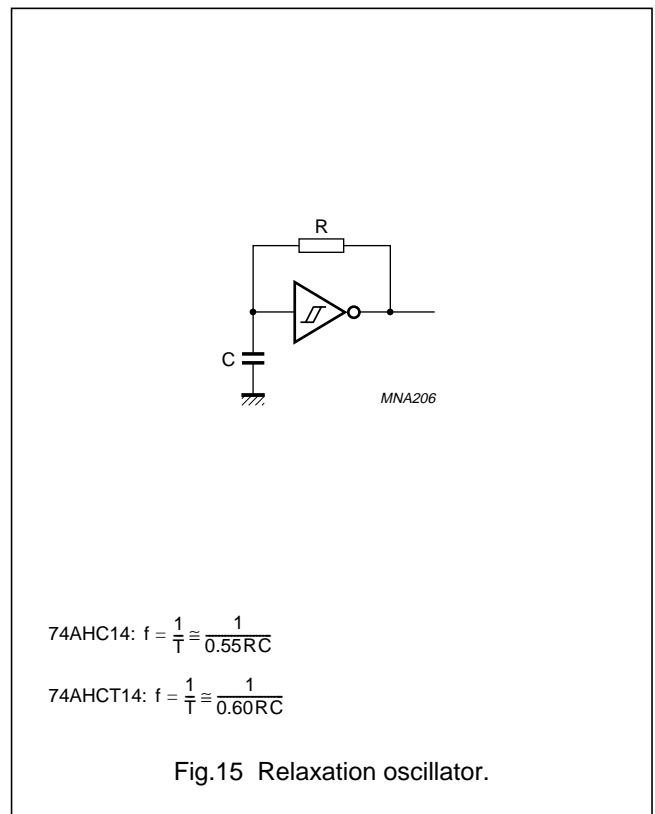 R
C
MNA206
74AHC14: f = 1/T ≅ 1/0.55RC
74AHCT14: f = 1/T ≅ 1/0.60RC
Fig.15 Relaxation oscillator.